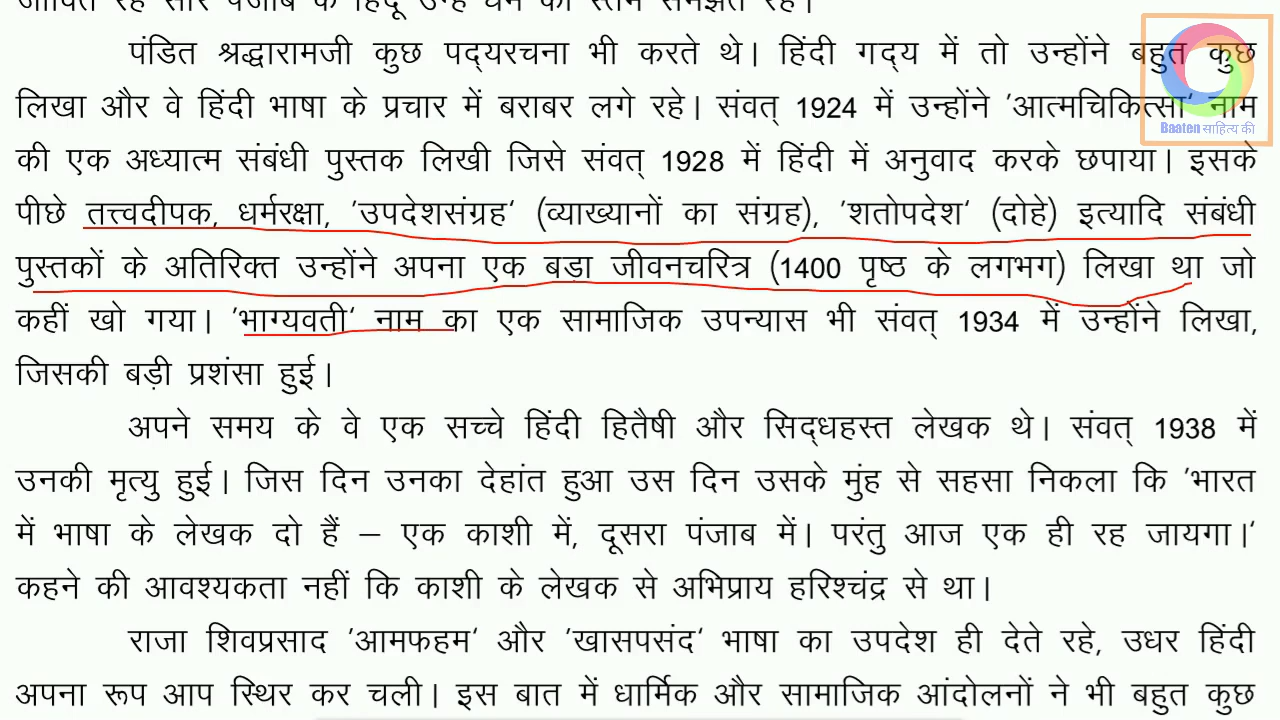 जीवित रहे सारे पंजाब के हिंदू उन्हें धर्म का स्तंभ समझते रहे।
पंडित श्रद्धारामजी कुछ पद्यरचना भी करते थे। हिंदी गद्य में तो उन्होंने बहुत कुछ
लिखा और वे हिंदी भाषा के प्रचार में बराबर लगे रहे। संवत् 1924 में उन्होंने 'आत्मचिकित्सा' नाम
Baaten साहित्य की
की एक अध्यात्म संबंधी पुस्तक लिखी जिसे संवत् 1928 में हिंदी में अनुवाद करके छपाया। इसके
पीछे तत्त्वदीपक, धर्मरक्षा, 'उपदेशसंग्रह' (व्याख्यानों का संग्रह), 'शतोपदेश' (दोहे) इत्यादि संबंधी
पुस्तकों के अतिरिक्त उन्होंने अपना एक बड़ा जीवनचरित्र (1400 पृष्ठ के लगभग) लिखा था जो
कहीं खो गया। 'भाग्यवती' नाम का एक सामाजिक उपन्यास भी संवत् 1934 में उन्होंने लिखा,
जिसकी बड़ी प्रशंसा हुई।
अपने समय के वे एक सच्चे हिंदी हितैषी और सिद्धहस्त लेखक थे। संवत् 1938 में
उनकी मृत्यु हुई। जिस दिन उनका देहांत हुआ उस दिन उसके मुंह से सहसा निकला कि 'भारत
में भाषा के लेखक दो हैं – एक काशी में, दूसरा पंजाब में। परंतु आज एक ही रह जायगा।'
कहने की आवश्यकता नहीं कि काशी के लेखक से अभिप्राय हरिश्चंद्र से था।
राजा शिवप्रसाद 'आमफहम' और 'खासपसंद' भाषा का उपदेश ही देते रहे, उधर हिंदी
अपना रूप आप स्थिर कर चली। इस बात में धार्मिक और सामाजिक आंदोलनों ने भी बहुत कुछ